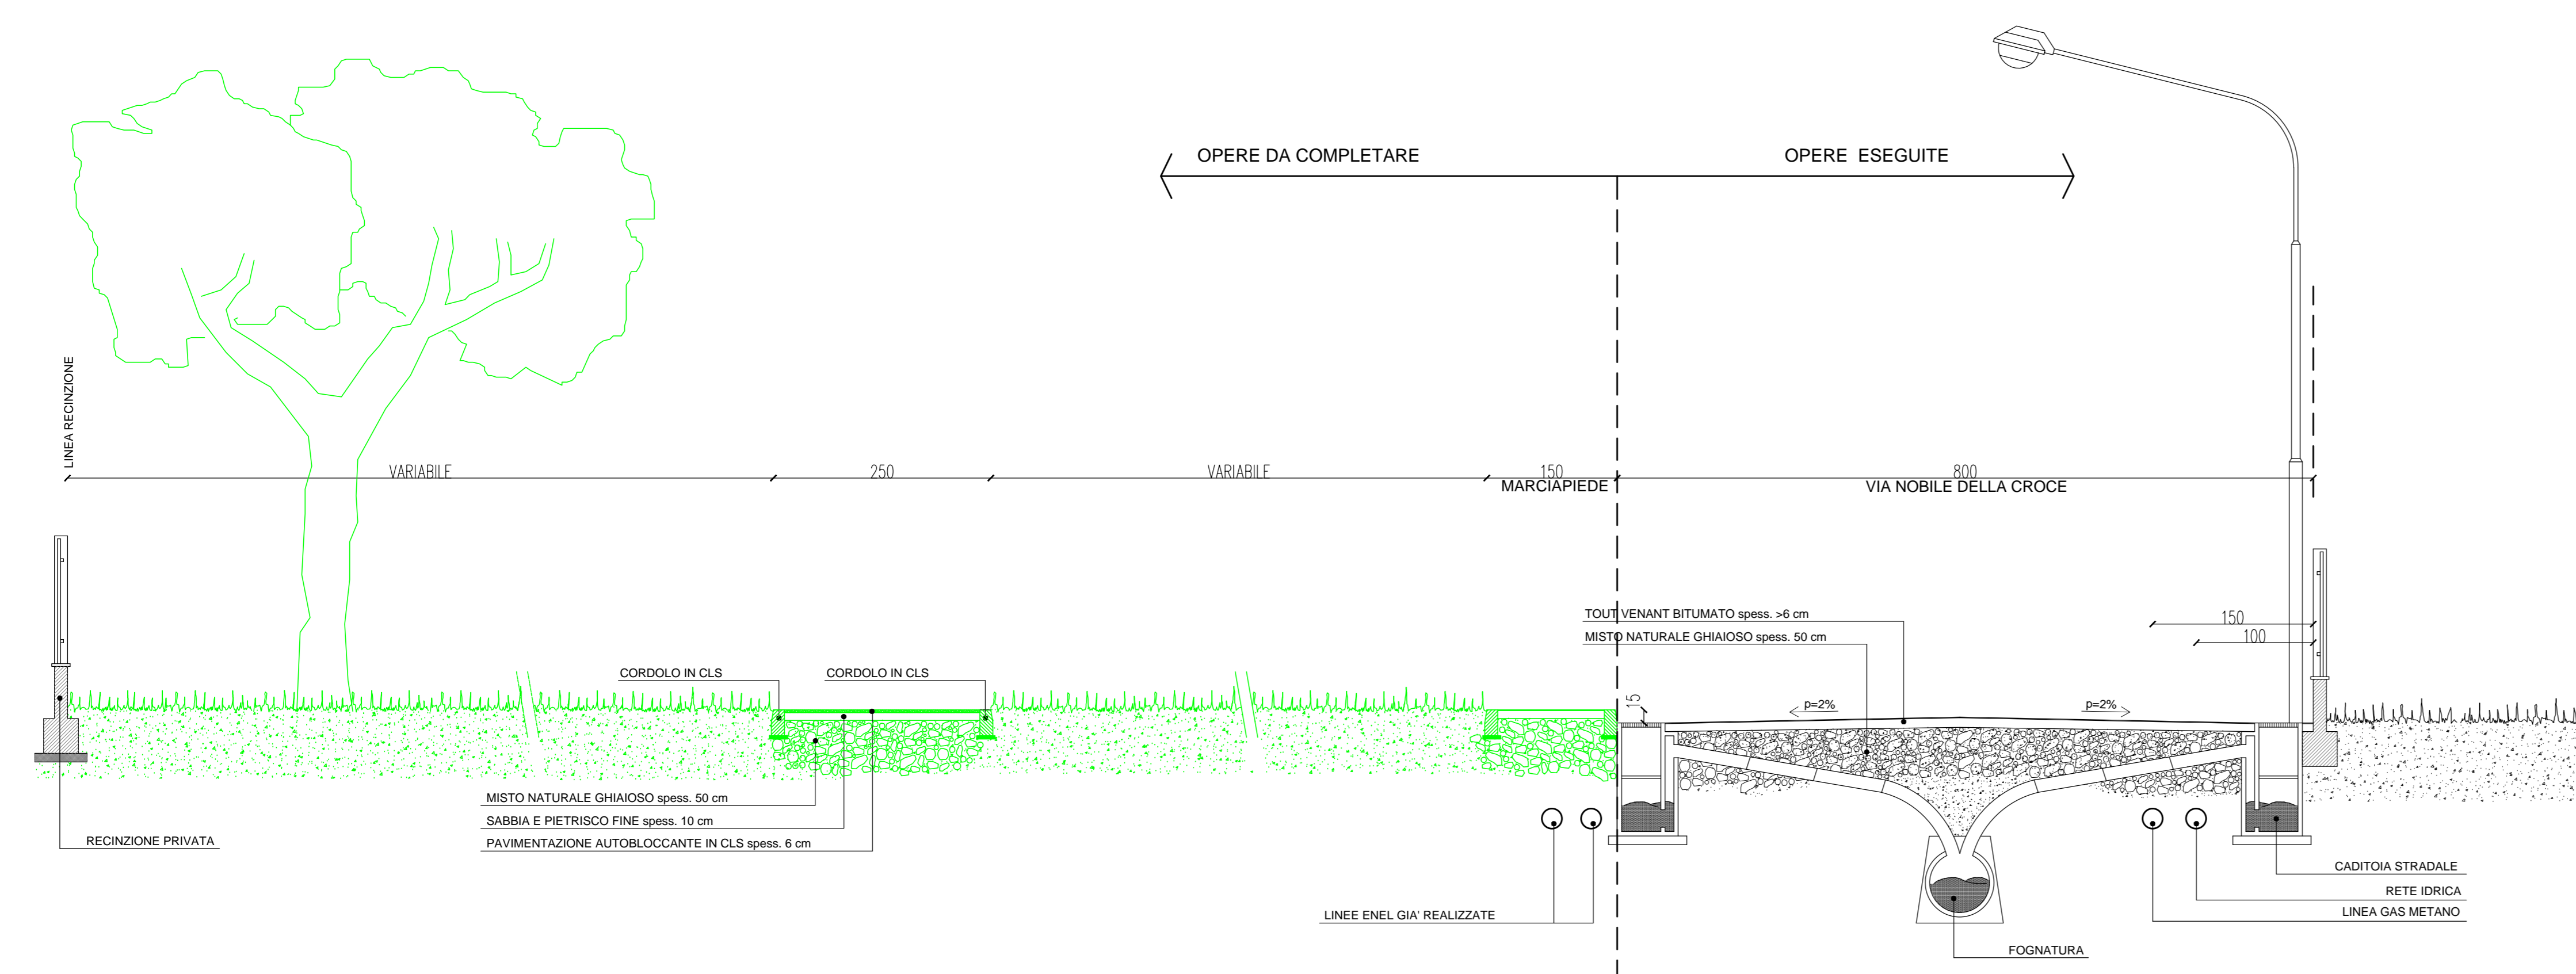 OPERE DA COMPLETARE
OPERE ESEGUITE
LINEA RECINZIONE
VARIABILE
250
VARIABILE
150
800
MARCIAPIEDE
VIA NOBILE DELLA CROCE
TOUT VENANT BITUMATO spess. >6 cm
150
MISTO NATURALE GHIAIOSO spess. 50 cm
100
CORDOLO IN CLS
CORDOLO IN CLS
15
p=2%
p=2%
MISTO NATURALE GHIAIOSO spess. 50 cm
SABBIA E PIETRISCO FINE spess. 10 cm
PAVIMENTAZIONE AUTOBLOCCANTE IN CLS spess. 6 cm
RECINZIONE PRIVATA
CADITOIA STRADALE
RETE IDRICA
LINEA GAS METANO
LINEE ENEL GIA' REALIZZATE
FOGNATURA